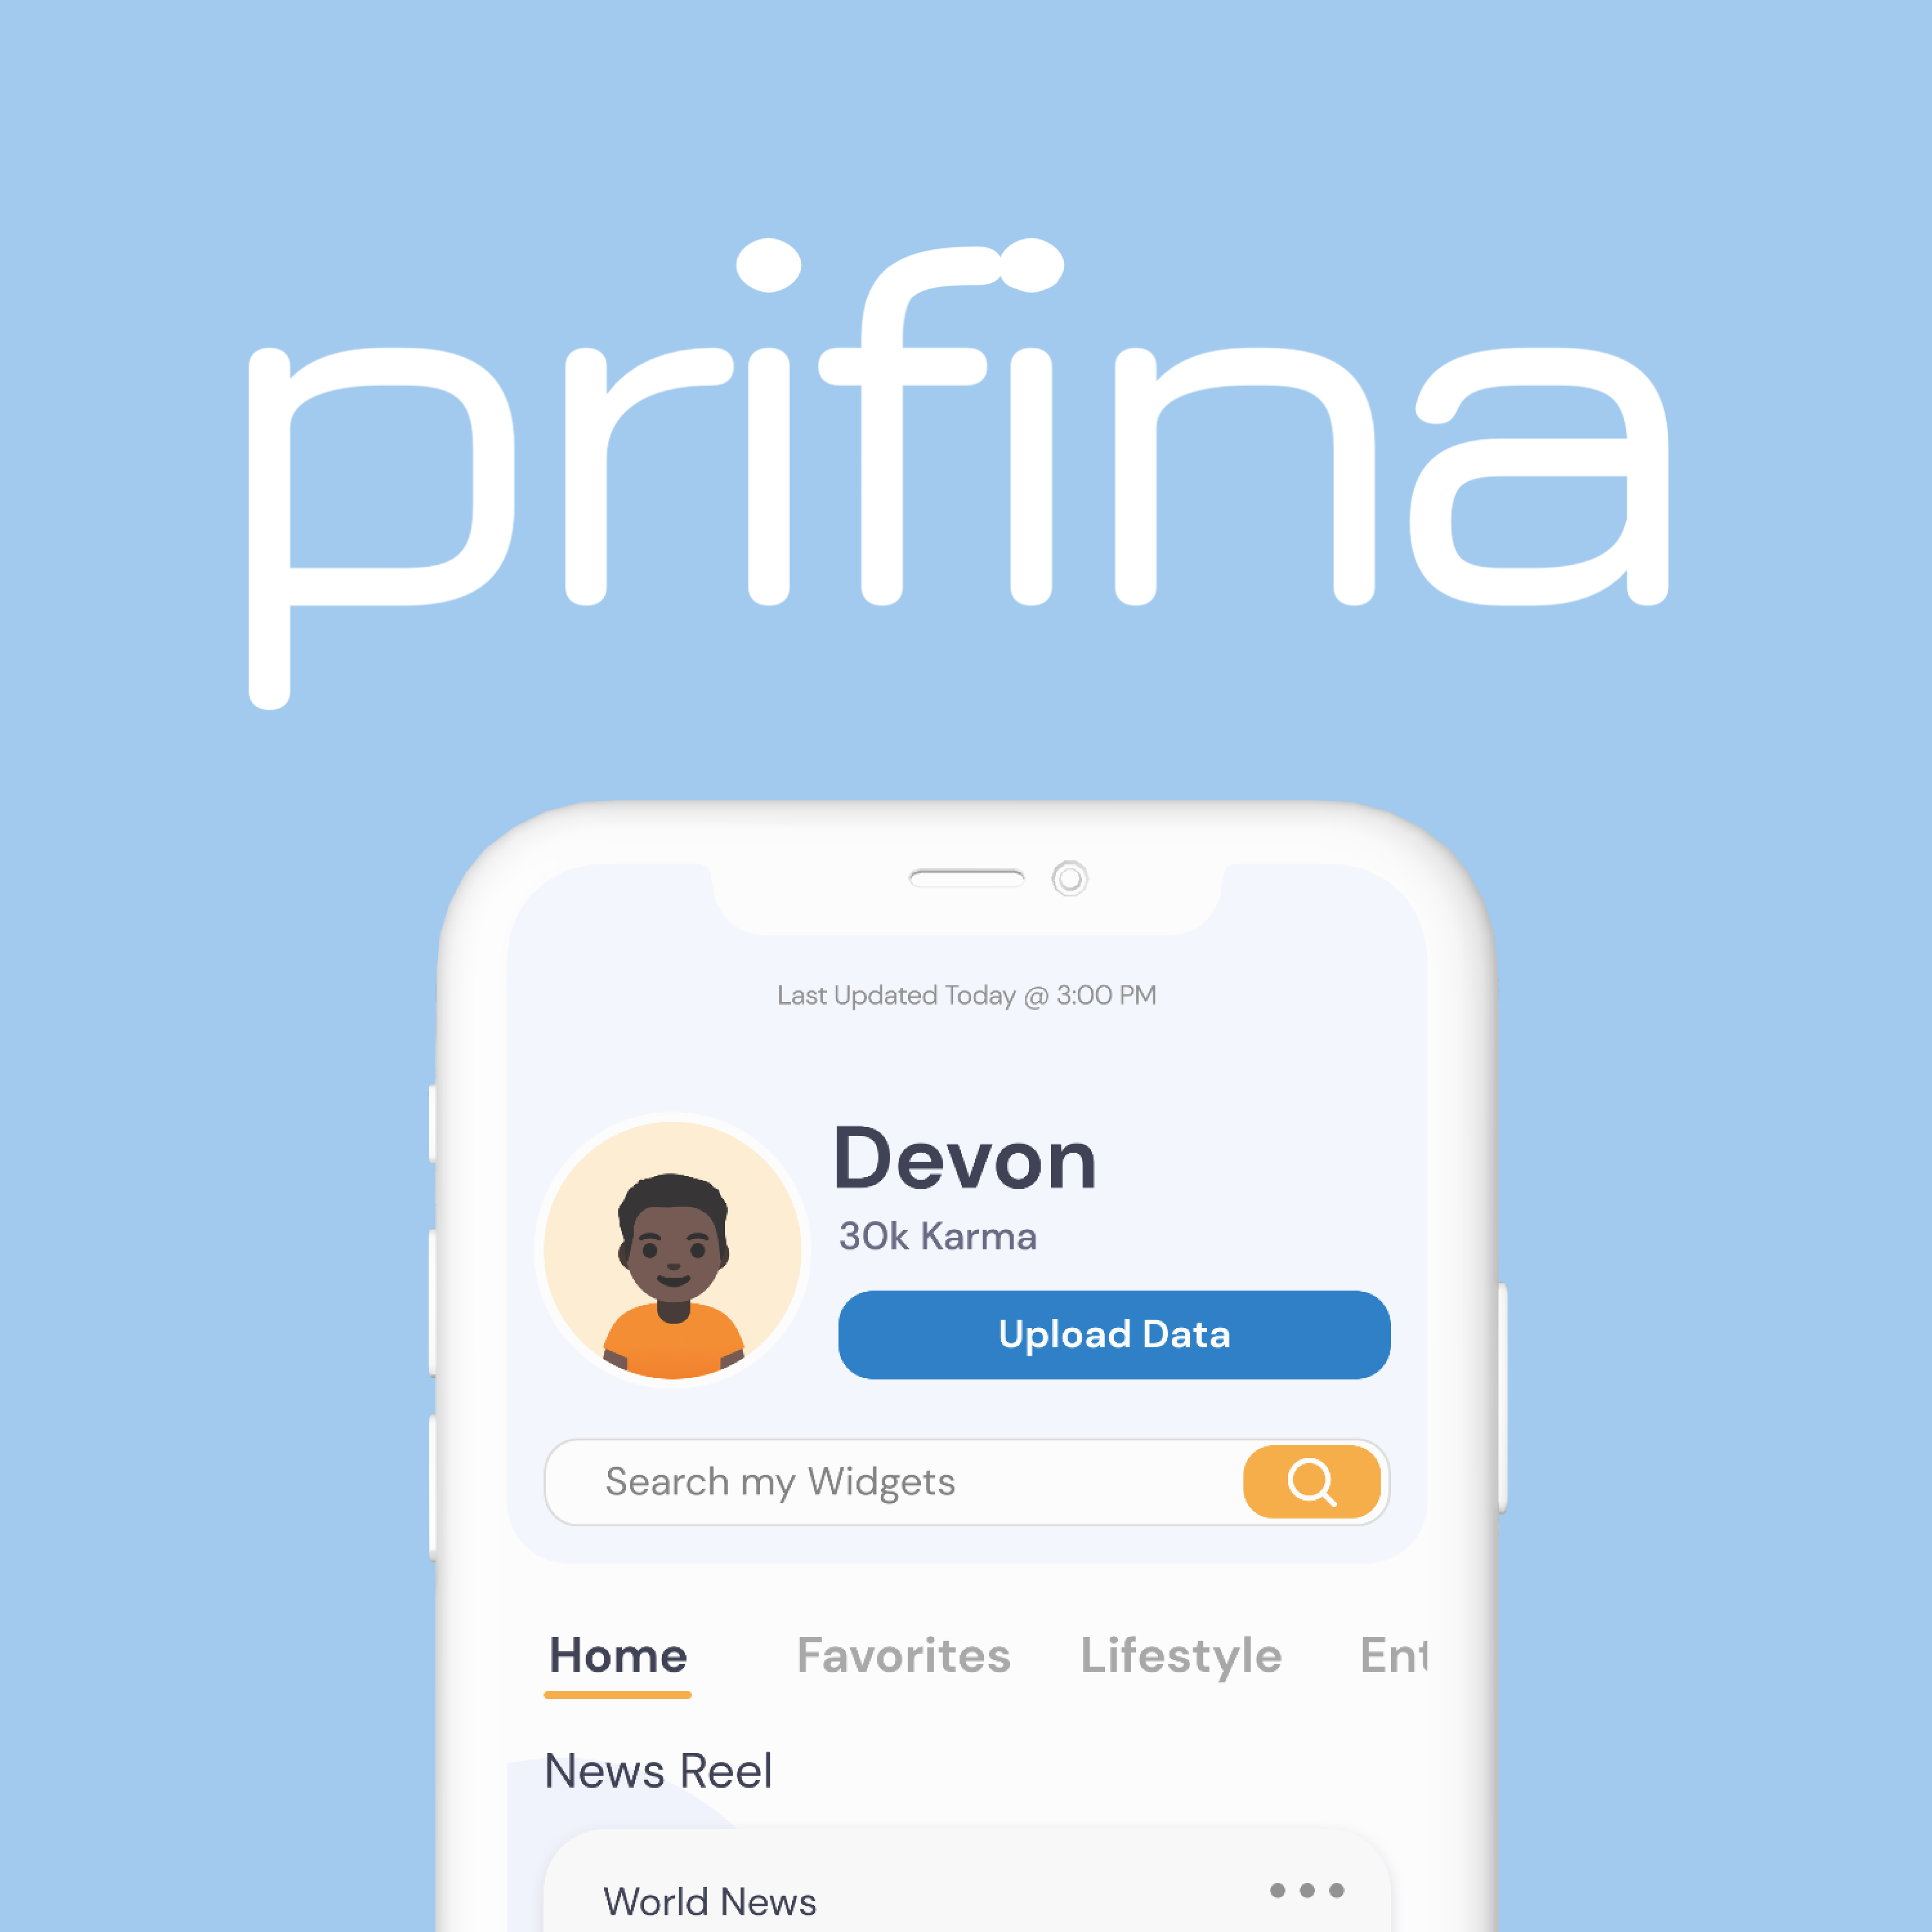 prifina
Last Updated Today @ 3:00 PM
Devon
30k Karma
Upload Data
Search my Widgets
Home Favorites Lifestyle Ent
News Reel
World News